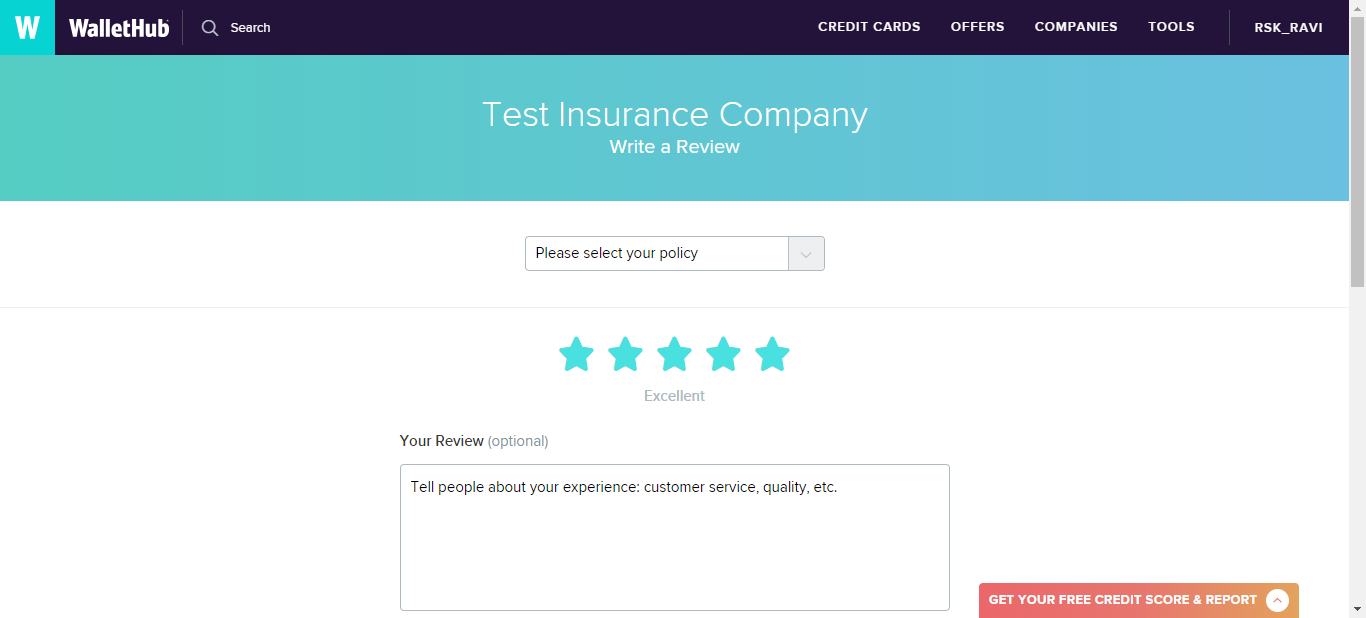 W WalletHub Search CREDIT CARDS OFFERS COMPANIES TOOLS RSK_RAVI
Test Insurance Company
Write a Review
Please select your policy
Excellent
Your Review (optional)
Tell people about your experience: customer service, quality, etc.
GET YOUR FREE CREDIT SCORE & REPORT